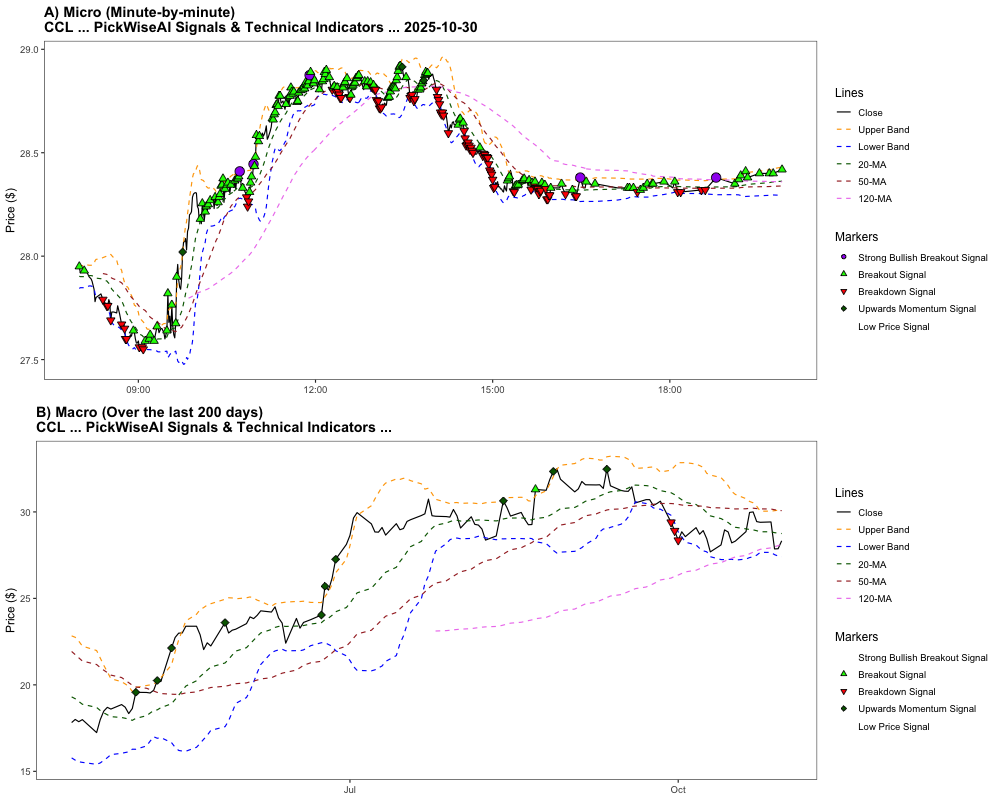 A) Micro (Minute-by-minute)
CCL ... PickWiseAI Signals & Technical Indicators ... 2025-10-30
Price ($)
29.0
28.5
28.0
27.5
09:00
12:00
15:00
18:00
Lines
Close
Upper Band
Lower Band
20-MA
50-MA
120-MA
Markers
Strong Bullish Breakout Signal
Breakout Signal
Breakdown Signal
Upwards Momentum Signal
Low Price Signal
B) Macro (Over the last 200 days)
CCL ... PickWiseAI Signals & Technical Indicators ...
Price ($)
30
25
20
15
Jul
Oct
Lines
Close
Upper Band
Lower Band
20-MA
50-MA
120-MA
Markers
Strong Bullish Breakout Signal
Breakout Signal
Breakdown Signal
Upwards Momentum Signal
Low Price Signal